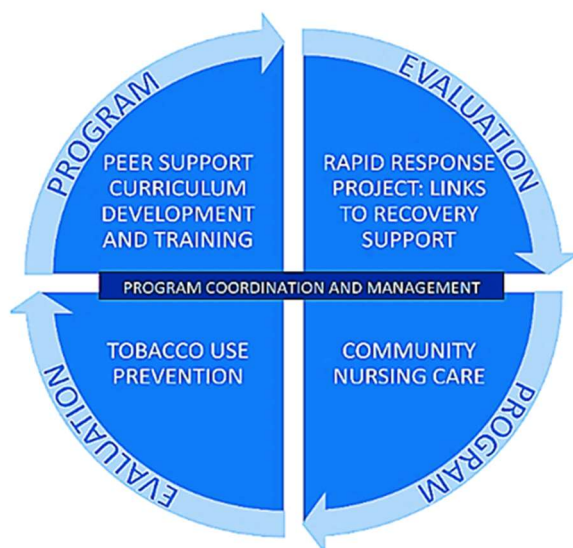 PROGRAM
EVALUATION
PEER SUPPORT
CURRICULUM
DEVELOPMENT
AND TRAINING
RAPID RESPONSE
PROJECT: LINKS
TO RECOVERY
SUPPORT
PROGRAM COORDINATION AND MANAGEMENT
TOBACCO USE
PREVENTION
COMMUNITY
NURSING CARE
EVALUATION
PROGRAM